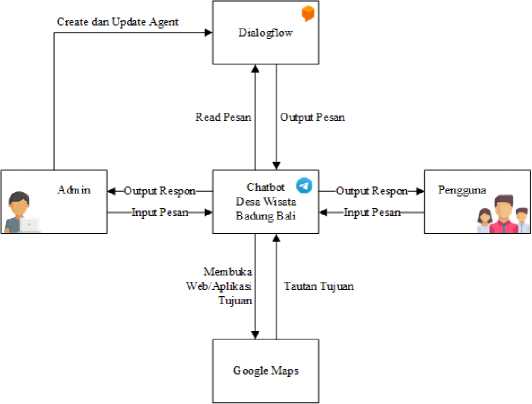 Create dan Update Agent
Dialogflow
Read Pesan
Output Pesan
Admin
Output Respon
Input Pesan
Chatbot
Desa Wisata
Badung Bali
Output Respon
Input Pesan
Pengguna
Membuka
Web/Aplikasi
Tujuan
Tautan Tujuan
Google Maps